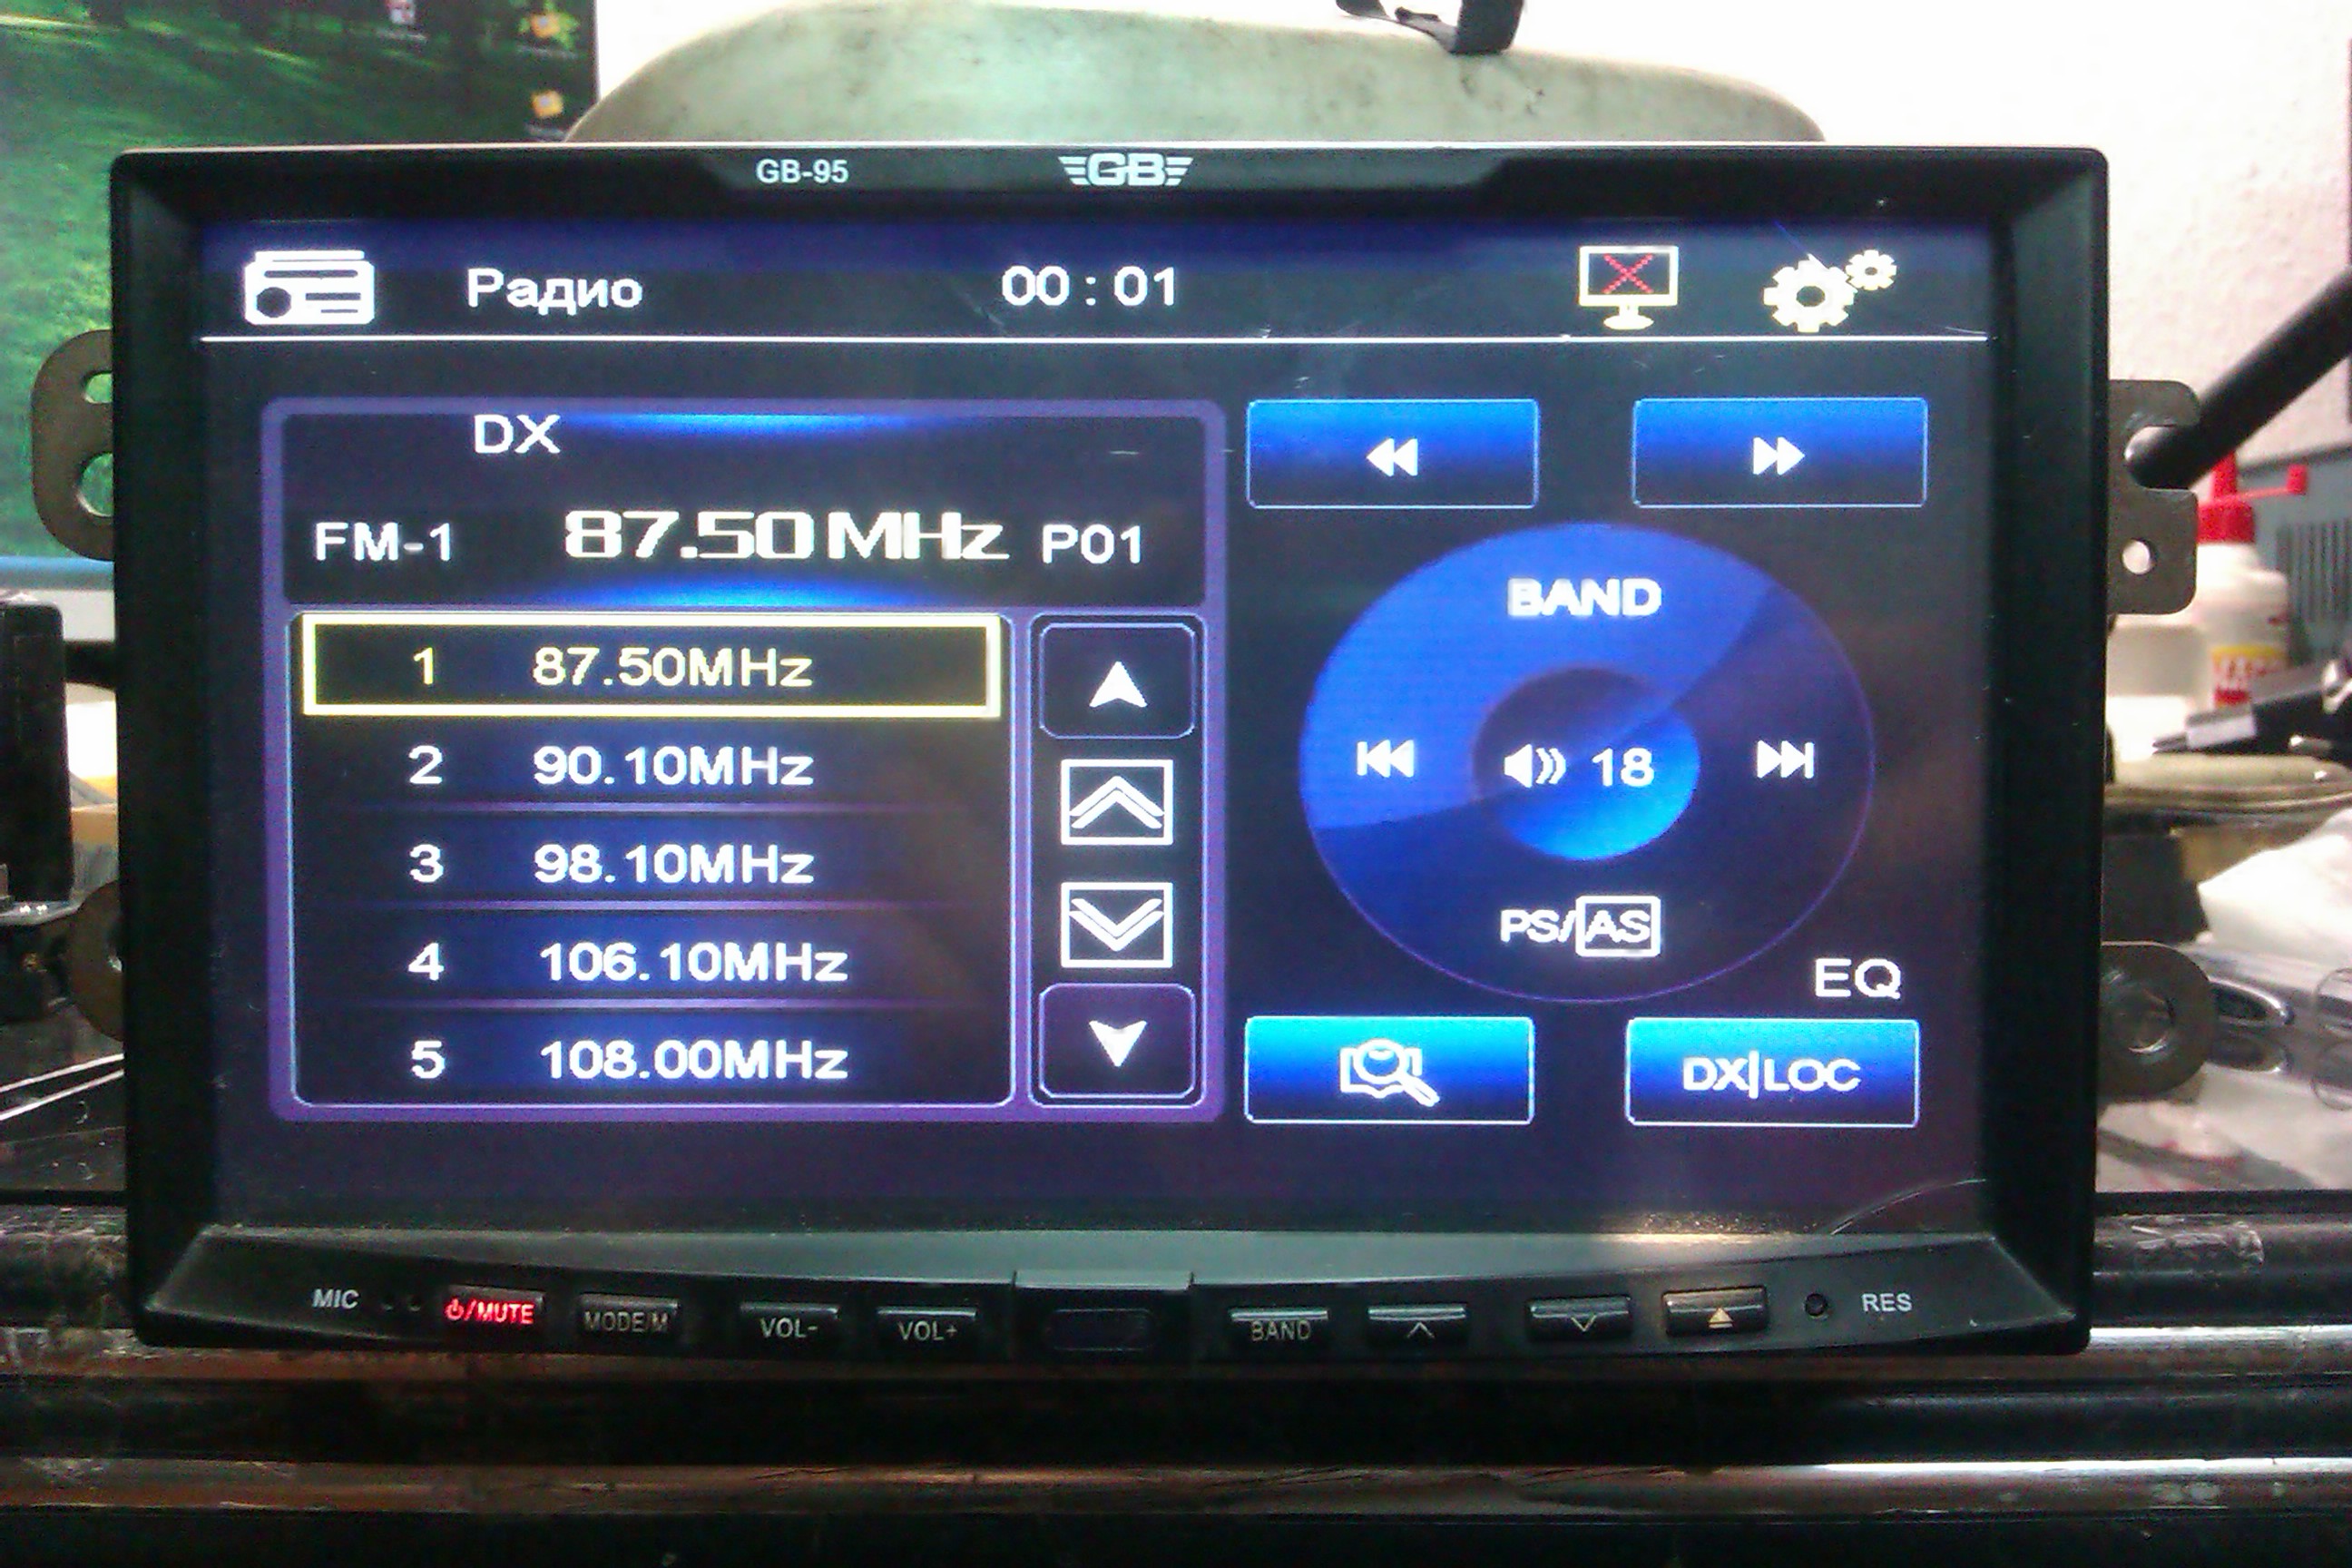 GB-95 GB
Радио 00:01
DX
FM-1 87.50MHz P01
1 87.50MHz
2 90.10MHz
3 98.10MHz
4 106.10MHz
5 108.00MHz
BAND
18
PS/AS
EQ
DX|LOC
MIC /MUTE MODE/M VOL- VOL+ BAND RES